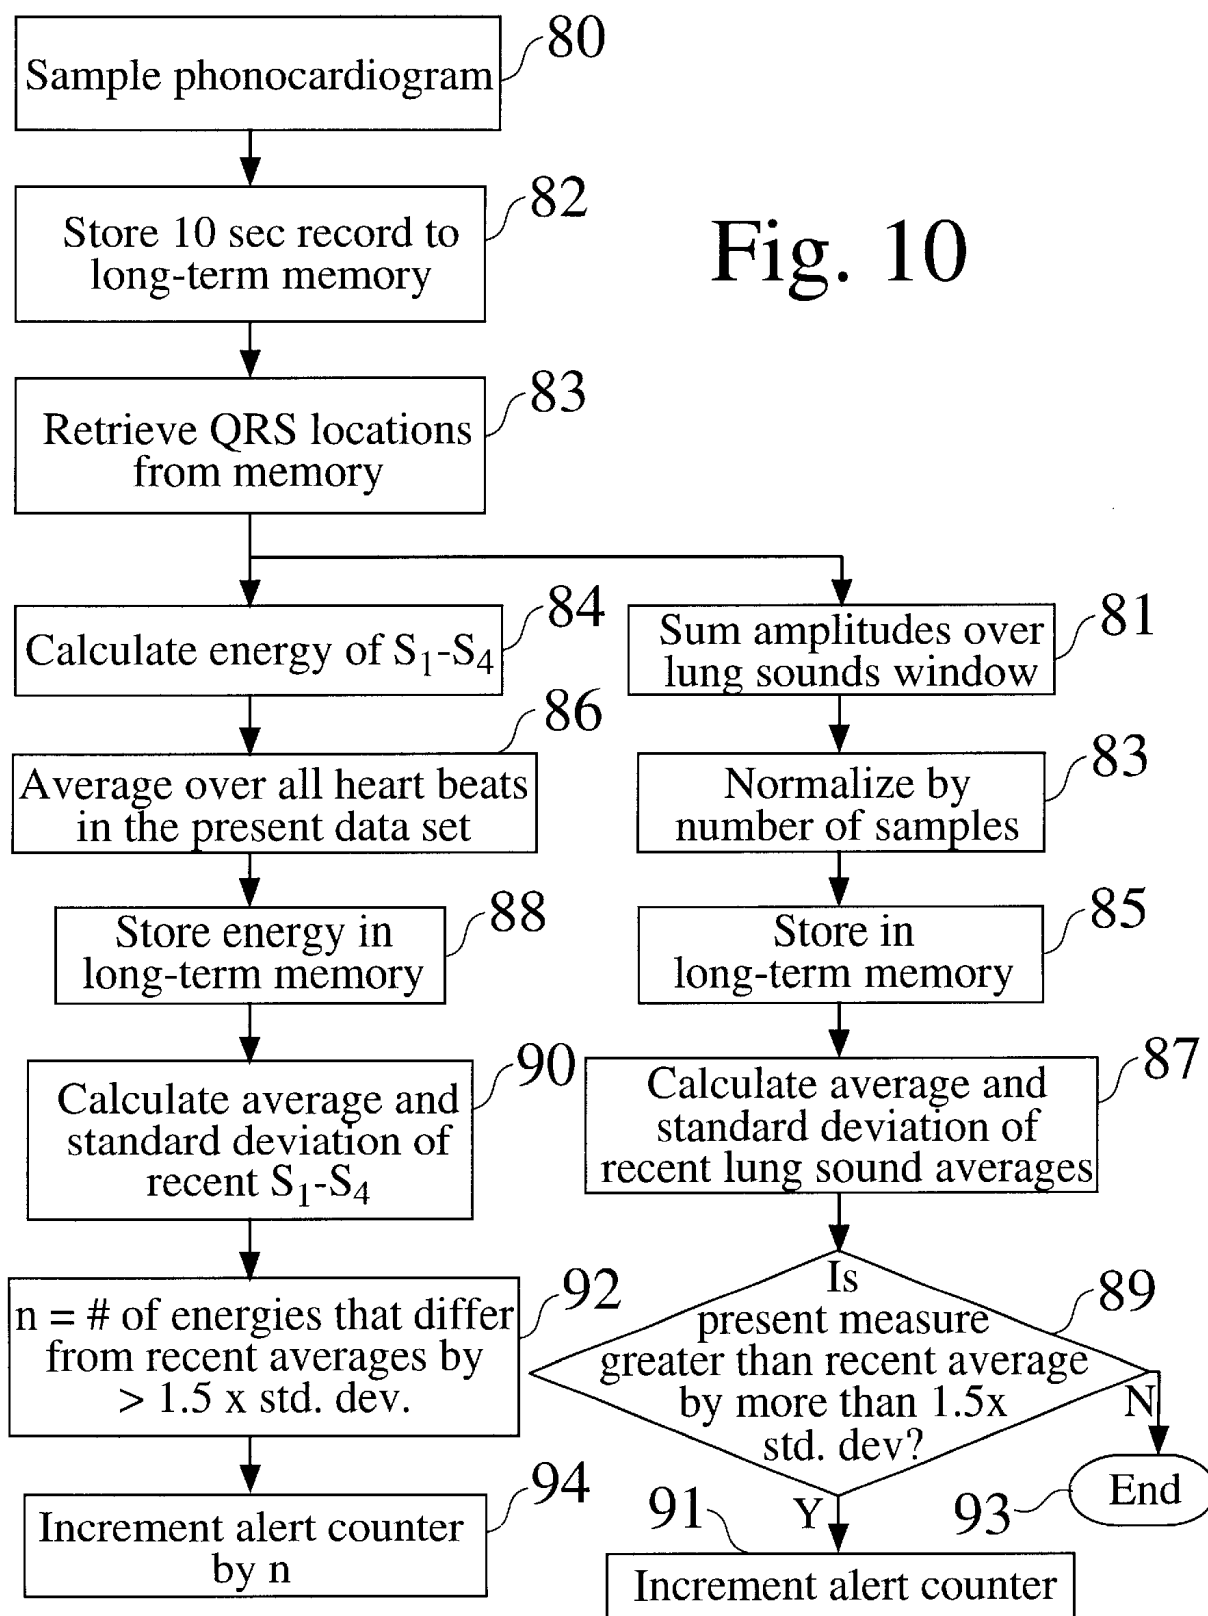 80
Sample phonocardiogram
82
Store 10 sec record to
long-term memory
Fig. 10
83
Retrieve QRS locations
from memory
84
Calculate energy of S1-S4
86
Average over all heart beats
in the present data set
88
Store energy in
long-term memory
90
Calculate average and
standard deviation of
recent S1-S4
92
n = # of energies that differ
from recent averages by
> 1.5 x std. dev.
94
Increment alert counter
by n
81
Sum amplitudes over
lung sounds window
83
Normalize by
number of samples
85
Store in
long-term memory
87
Calculate average and
standard deviation of
recent lung sound averages
89
Is
present measure
greater than recent average
by more than 1.5x
std. dev?
N
93
End
Y
91
Increment alert counter